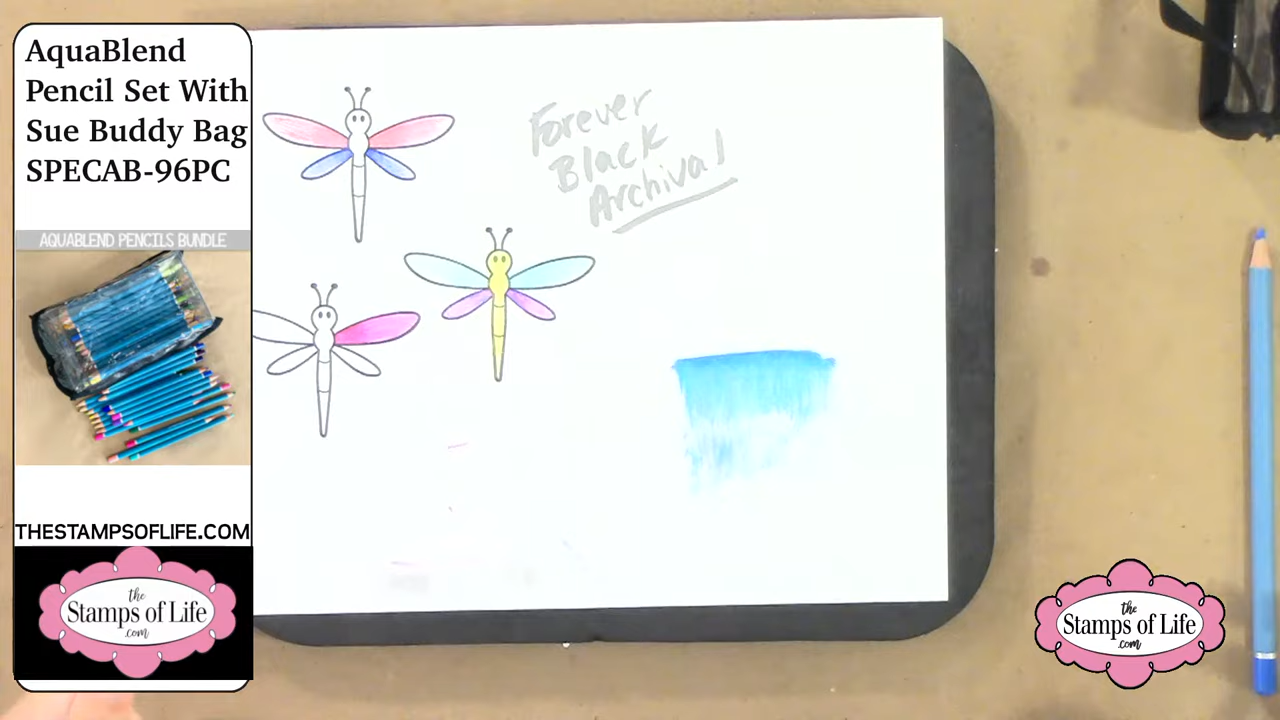 AquaBlend
Pencil Set With
Sue Buddy Bag
SPECAB-96PC
AQUABLEND PENCILS BUNDLE
THESTAMPSOFLIFE.COM
the
Stamps of Life
.com
Forever
Black
Archival
the
Stamps of Life
.com